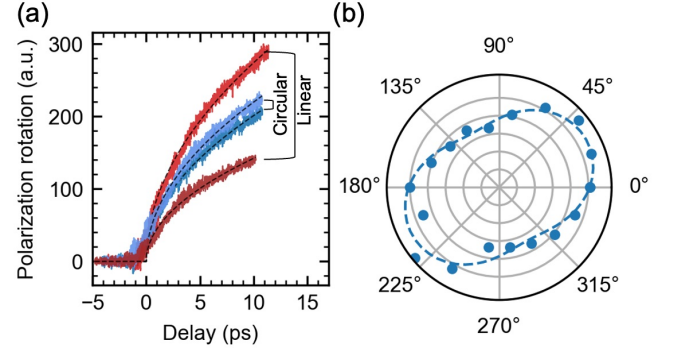 (a)
Polarization rotation (a.u.)
300
200
100
0
−5
0
5
10
15
Delay (ps)
Circular
Linear
(b)
90°
135°
45°
180°
0°
225°
315°
270°